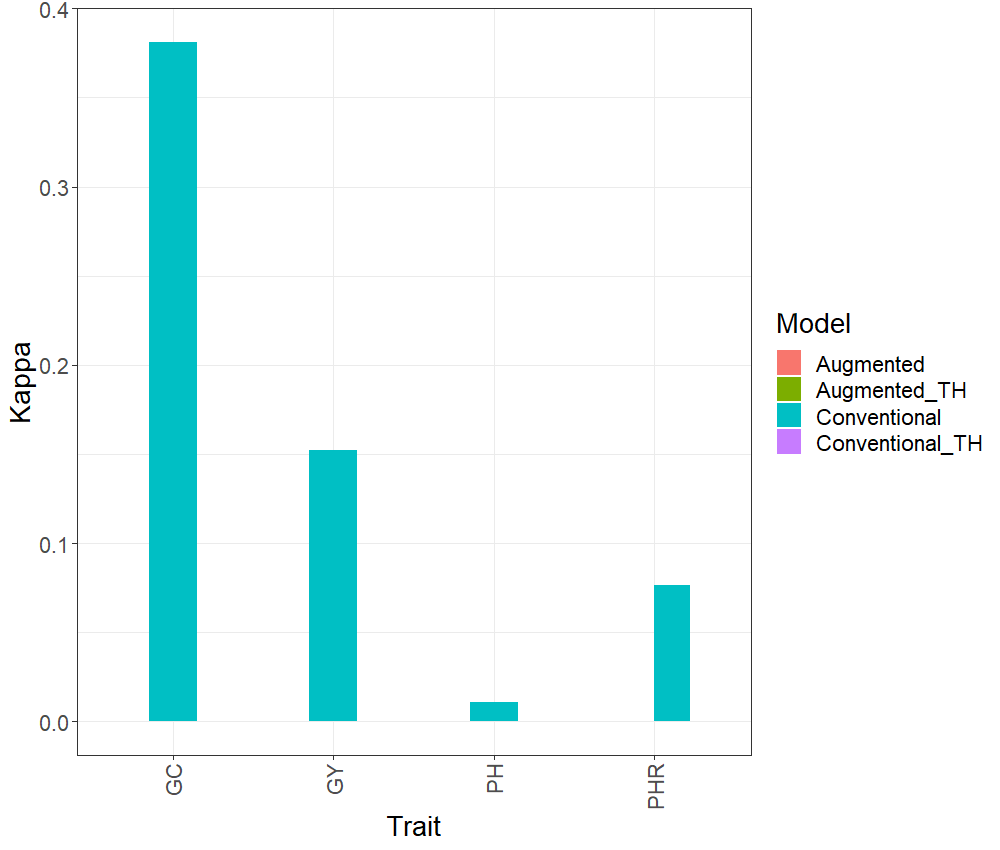 0.4
0.3
0.2
0.1
0.0
Kappa
GC
GY
PH
PHR
Trait
Model
Augmented
Augmented_TH
Conventional
Conventional_TH